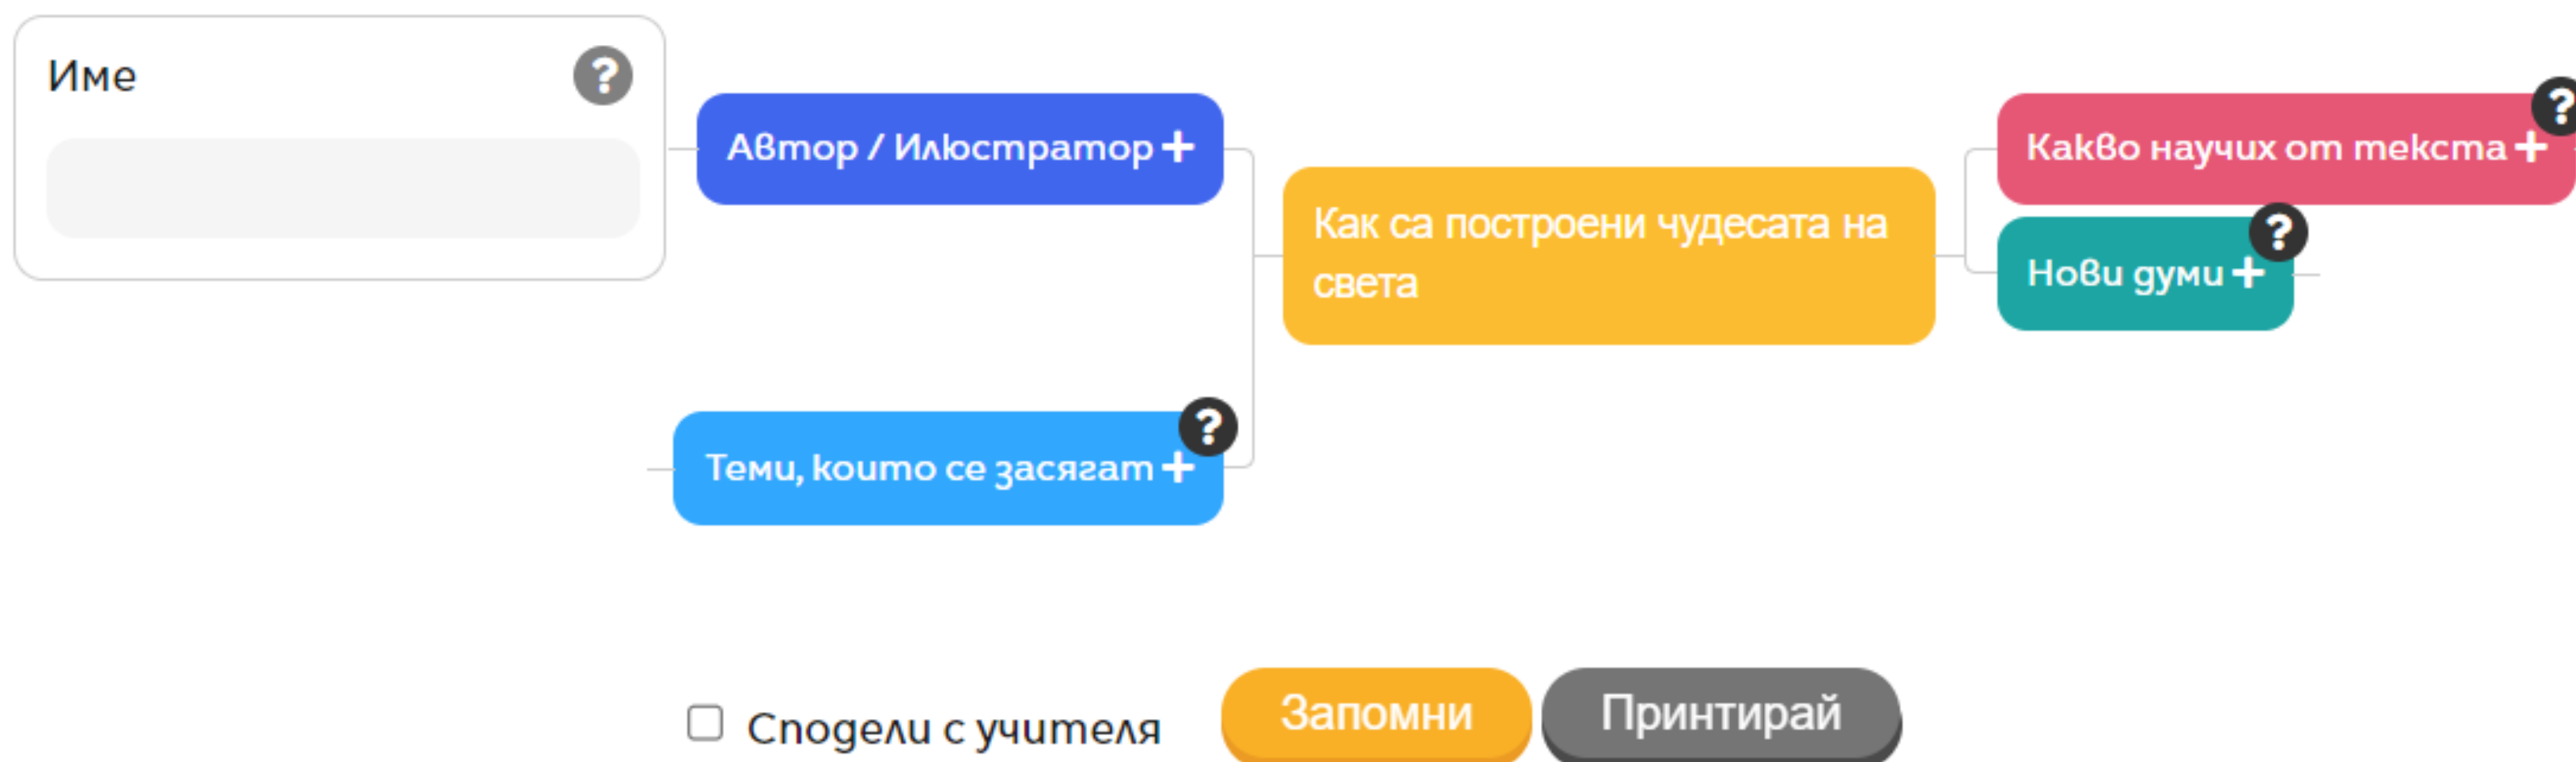 Име
?
Автор / Илюстратор +
Как са построени чудесата на
света
?
Какво научих от текста +
?
Нови думи +
?
Теми, които се засягат +
Сподели с учителя
Запомни
Принтирай